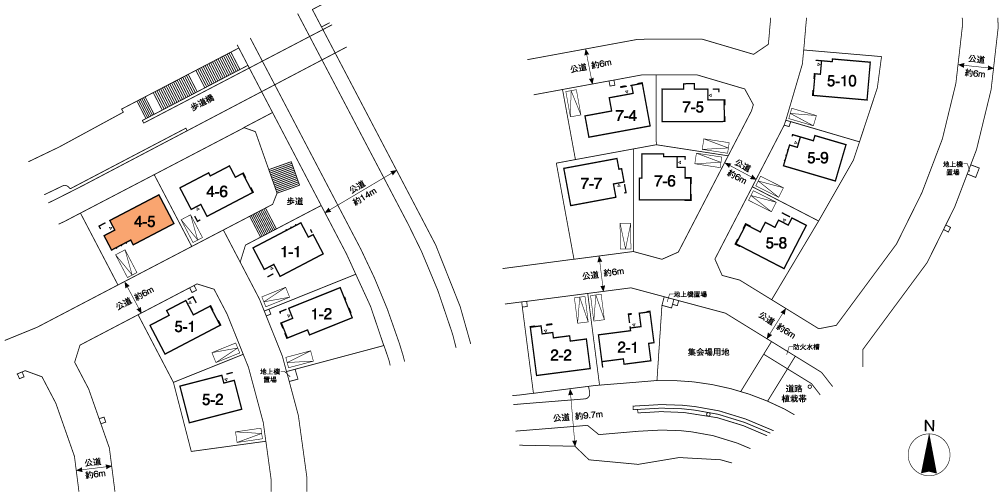 歩道橋
4-6
4-5
歩道
公道
約14m
1-1
公道 約6m
5-1
1-2
地上機
置場
5-2
公道
約6m
公道 約6m
7-4
7-5
5-10
公道
約6m
5-9
地上機
置場
7-7
7-6
公道
約6m
5-8
公道 約6m
地上機置場
2-2
2-1
集会場用地
公道
約6m
防火水槽
道路
植栽帯
公道 約9.7m
N